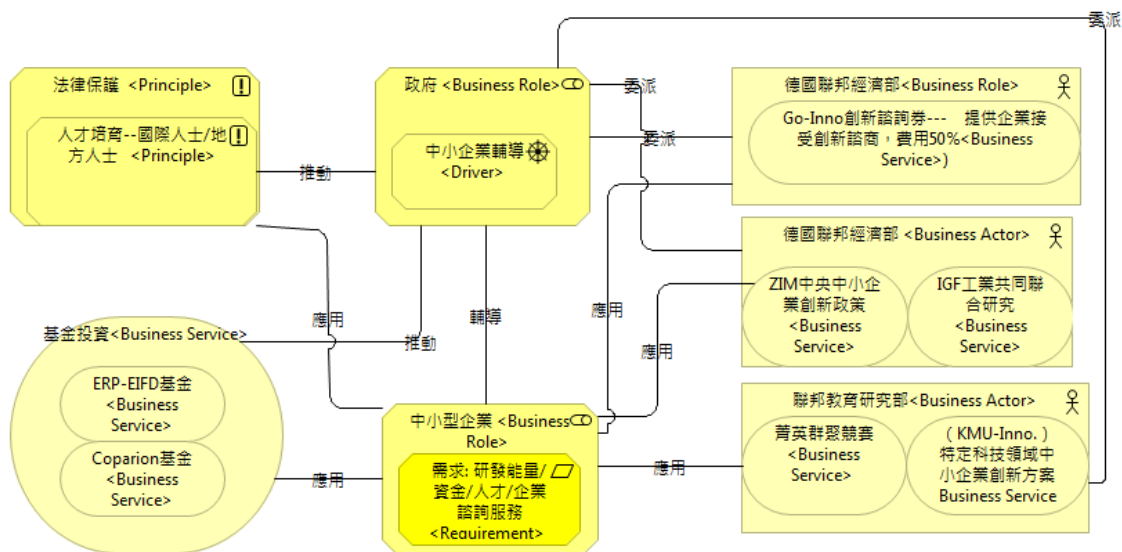 委派
法律保護 <Principle>
人才培育--國際人士/地
方人士 <Principle>
推動
政府 <Business Role>
中小企業輔導
<Driver>
委派
委派
德國聯邦經濟部 <Business Role>
Go-Inno創新諮詢券--- 提供企業接
受創新諮商，費用50%<Business
Service>)
德國聯邦經濟部 <Business Actor>
ZIM中央中小企
業創新政策
<Business
Service>
IGF工業共同聯
合研究
<Business
Service>
應用
輔導
推動
應用
應用
基金投資<Business Service>
ERP-EIFD基金
<Business
Service>
Coparion基金
<Business
Service>
應用
中小型企業 <Business
Role>
需求: 研發能量/
資金/人才/企業
諮詢服務
<Requirement>
應用
聯邦教育研究部<Business Actor>
菁英群聚競賽
<Business
Service>
（KMU-Inno.）
特定科技領域中
小企業創新方案
Business Service